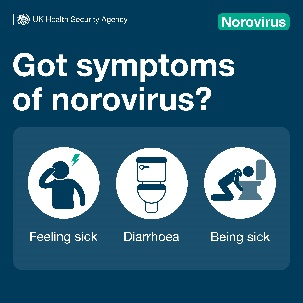 UK Health Security Agency
Norovirus
Got symptoms
of norovirus?
Feeling sick
Diarrhoea
Being sick